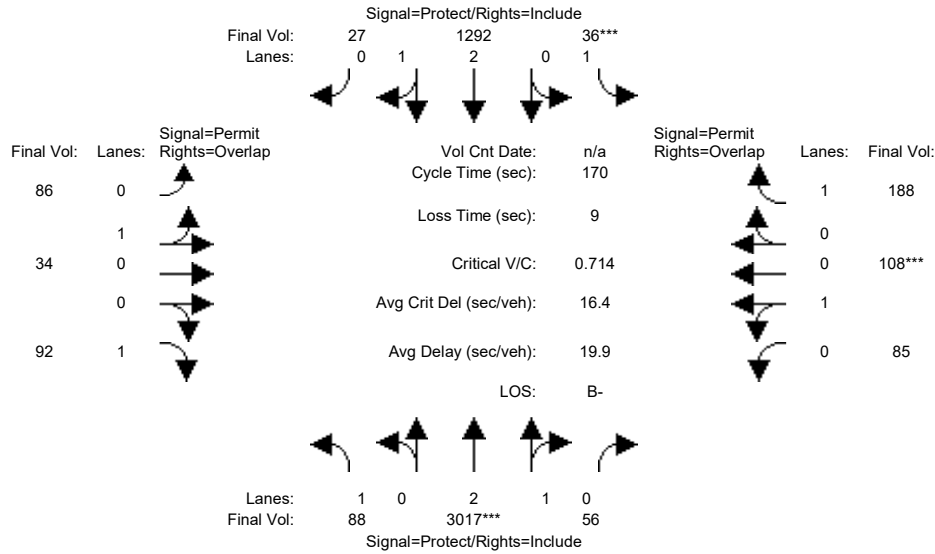 Signal=Protect/Rights=Include
Final Vol: 27 1292 36***
Lanes: 0 1 2 0 1
Signal=Permit Signal=Permit
Final Vol: Lanes: Rights=Overlap Vol Cnt Date: n/a Rights=Overlap Lanes: Final Vol:
Cycle Time (sec): 170
86 0 1 188
Loss Time (sec): 9
1 0
34 0 Critical V/C: 0.714 0 108***
0 Avg Crit Del (sec/veh): 16.4 1
92 1 Avg Delay (sec/veh): 19.9 0 85
LOS: B-
Lanes: 1 0 2 1 0
Final Vol: 88 3017*** 56
Signal=Protect/Rights=Include